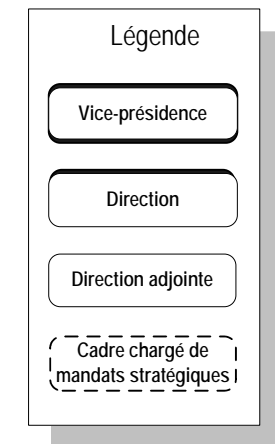 Légende
Vice-présidence
Direction
Direction adjointe
Cadre chargé de
mandats stratégiques